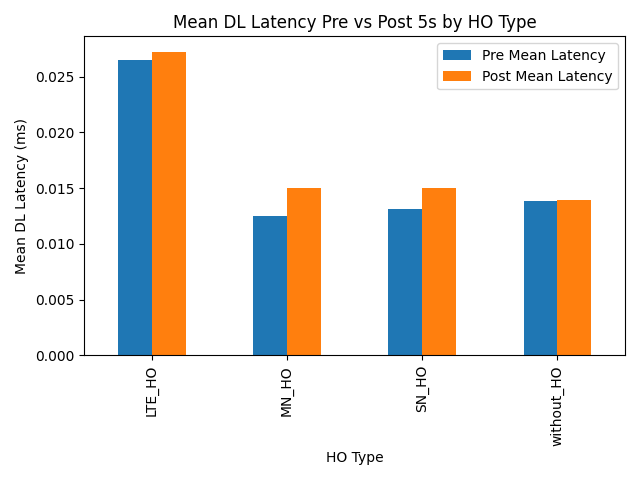 Mean DL Latency Pre vs Post 5s by HO Type
Pre Mean Latency
Post Mean Latency
Mean DL Latency (ms)
0.025
0.020
0.015
0.010
0.005
0.000
LTE_HO
MN_HO
SN_HO
without_HO
HO Type